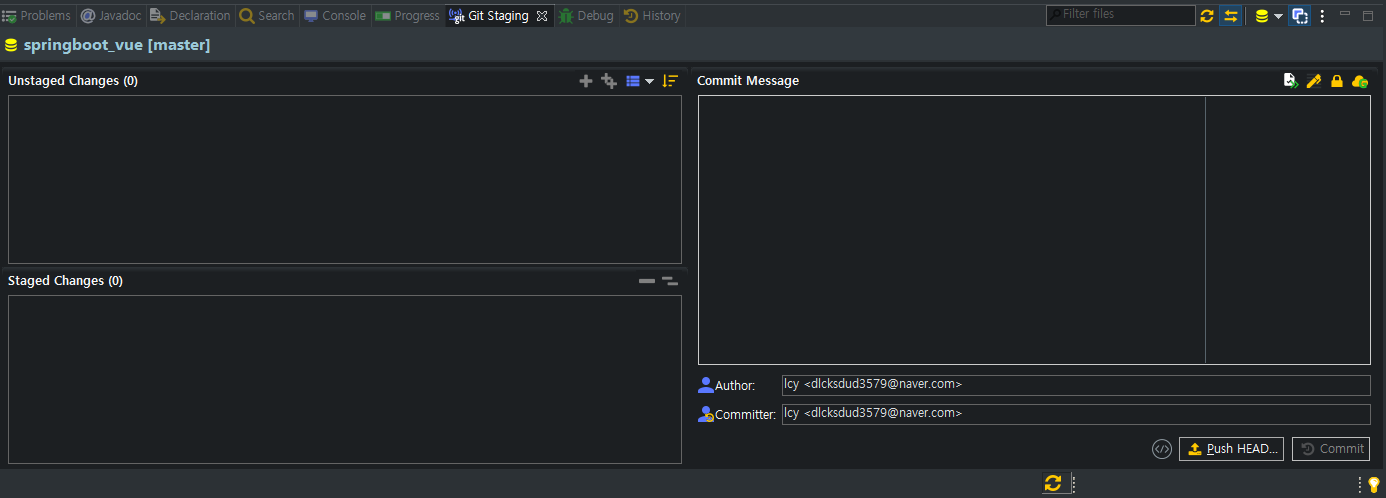 Problems @ Javadoc Declaration Search Console Progress Git Staging Debug History Filter files
springboot_vue [master]
Unstaged Changes (0)
Staged Changes (0)
Commit Message
Author: lcy <dlcksdud3579@naver.com>
Committer: lcy <dlcksdud3579@naver.com>
Push HEAD... Commit